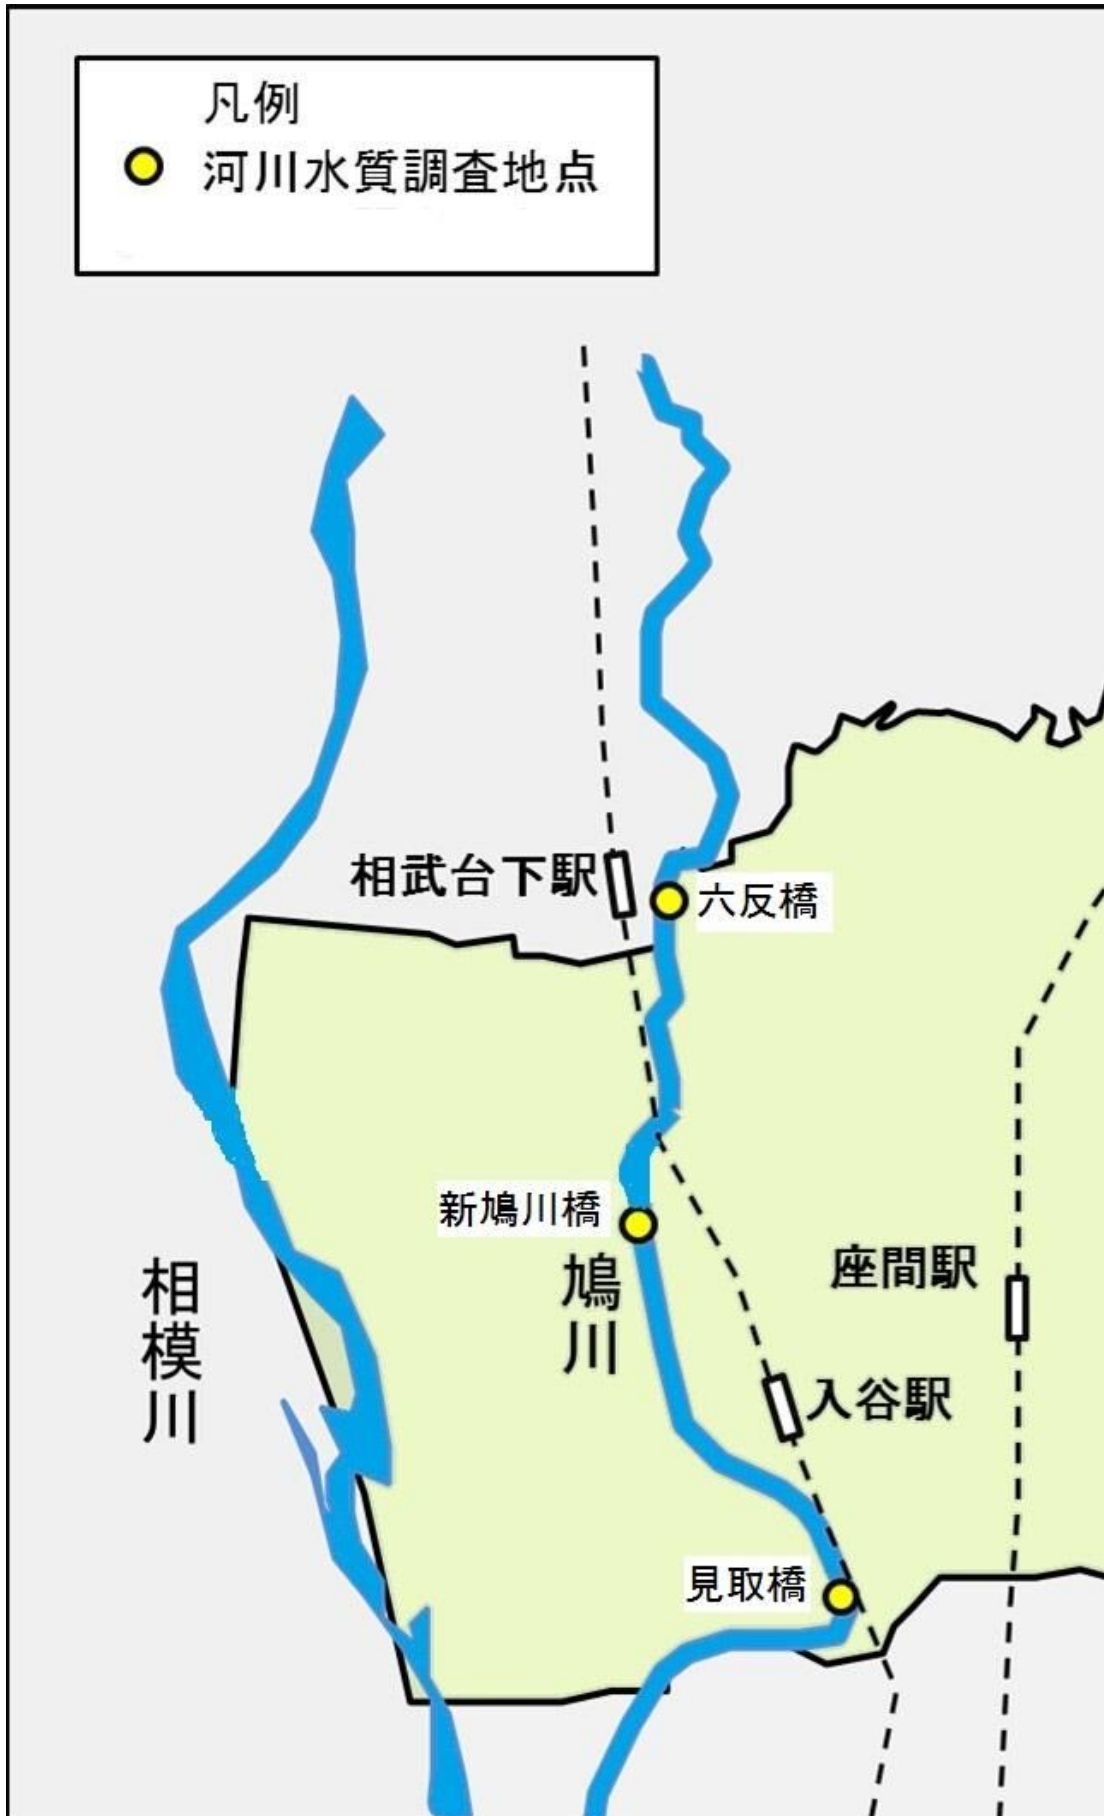 凡例
河川水質調査地点
相武台下駅
六反橋
新鳩川橋
鳩川
座間駅
相模川
入谷駅
見取橋